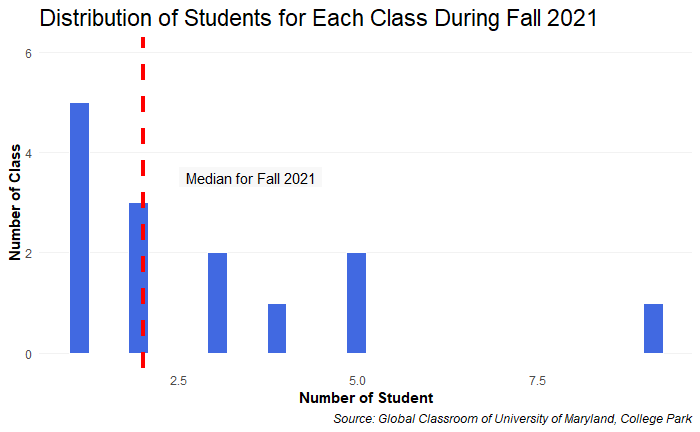 Distribution of Students for Each Class During Fall 2021
6
4
2
0
Number of Class
Median for Fall 2021
2.5 5.0 7.5
Number of Student
Source: Global Classroom of University of Maryland, College Park